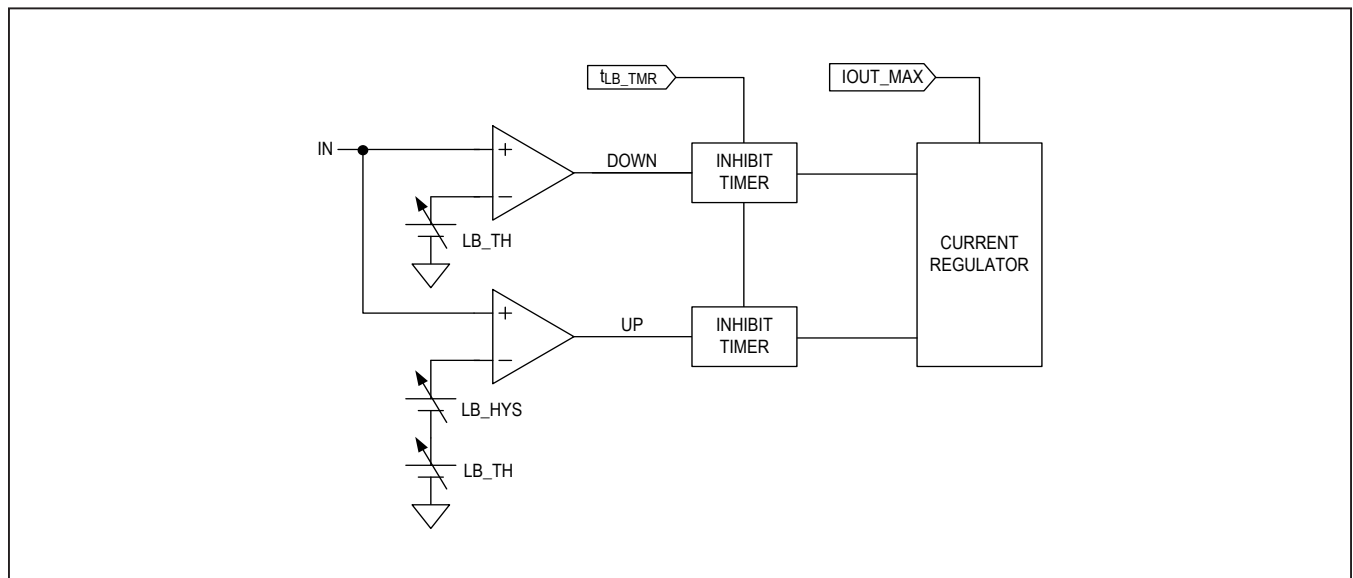 tLB_TMR
IOUT_MAX
IN
+
−
DOWN
INHIBIT
TIMER
LB_TH
CURRENT
REGULATOR
+
−
UP
INHIBIT
TIMER
LB_HYS
LB_TH